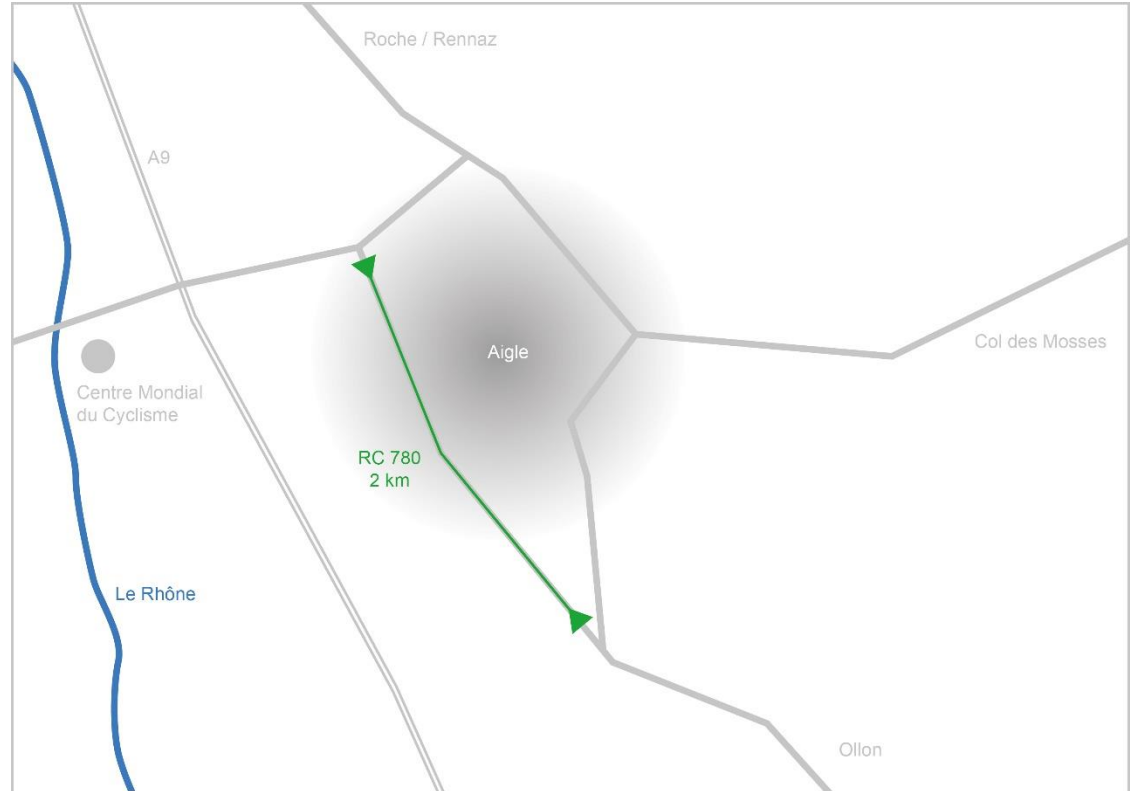 Roche / Rennaz
A9
Aigle
Col des Mosses
Centre Mondial
du Cyclisme
RC 780
2 km
Le Rhône
Ollon